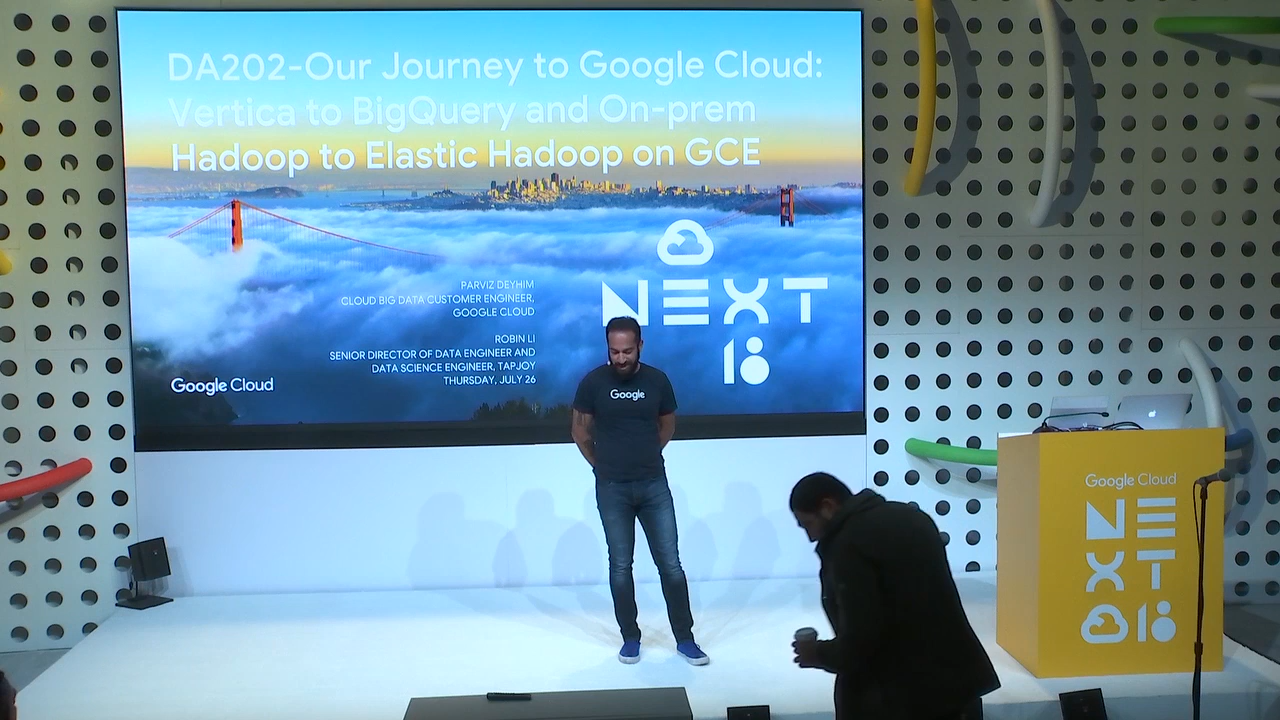 DA202-Our Journey to Google Cloud:
Vertica to BigQuery and On-prem
Hadoop to Elastic Hadoop on GCE
PARVIZ DEYHIM
CLOUD BIG DATA CUSTOMER ENGINEER,
GOOGLE CLOUD
ROBIN LI
SENIOR DIRECTOR OF DATA ENGINEER AND
DATA SCIENCE ENGINEER, TAPJOY
THURSDAY, JULY 26
Google Cloud
NEXT
18
Google
Google Cloud
NE
XT
18